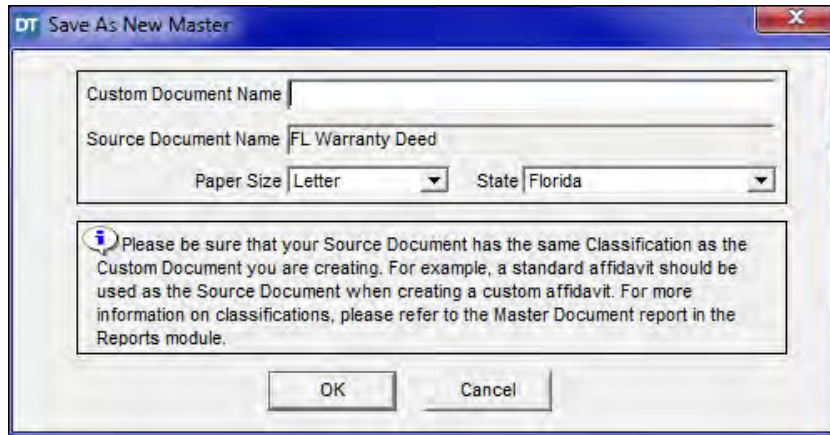 DT Save As New Master
X
Custom Document Name
Source Document Name FL Warranty Deed
Paper Size Letter State Florida
Please be sure that your Source Document has the same Classification as the
Custom Document you are creating. For example, a standard affidavit should be
used as the Source Document when creating a custom affidavit. For more
information on classifications, please refer to the Master Document report in the
Reports module.
OK Cancel